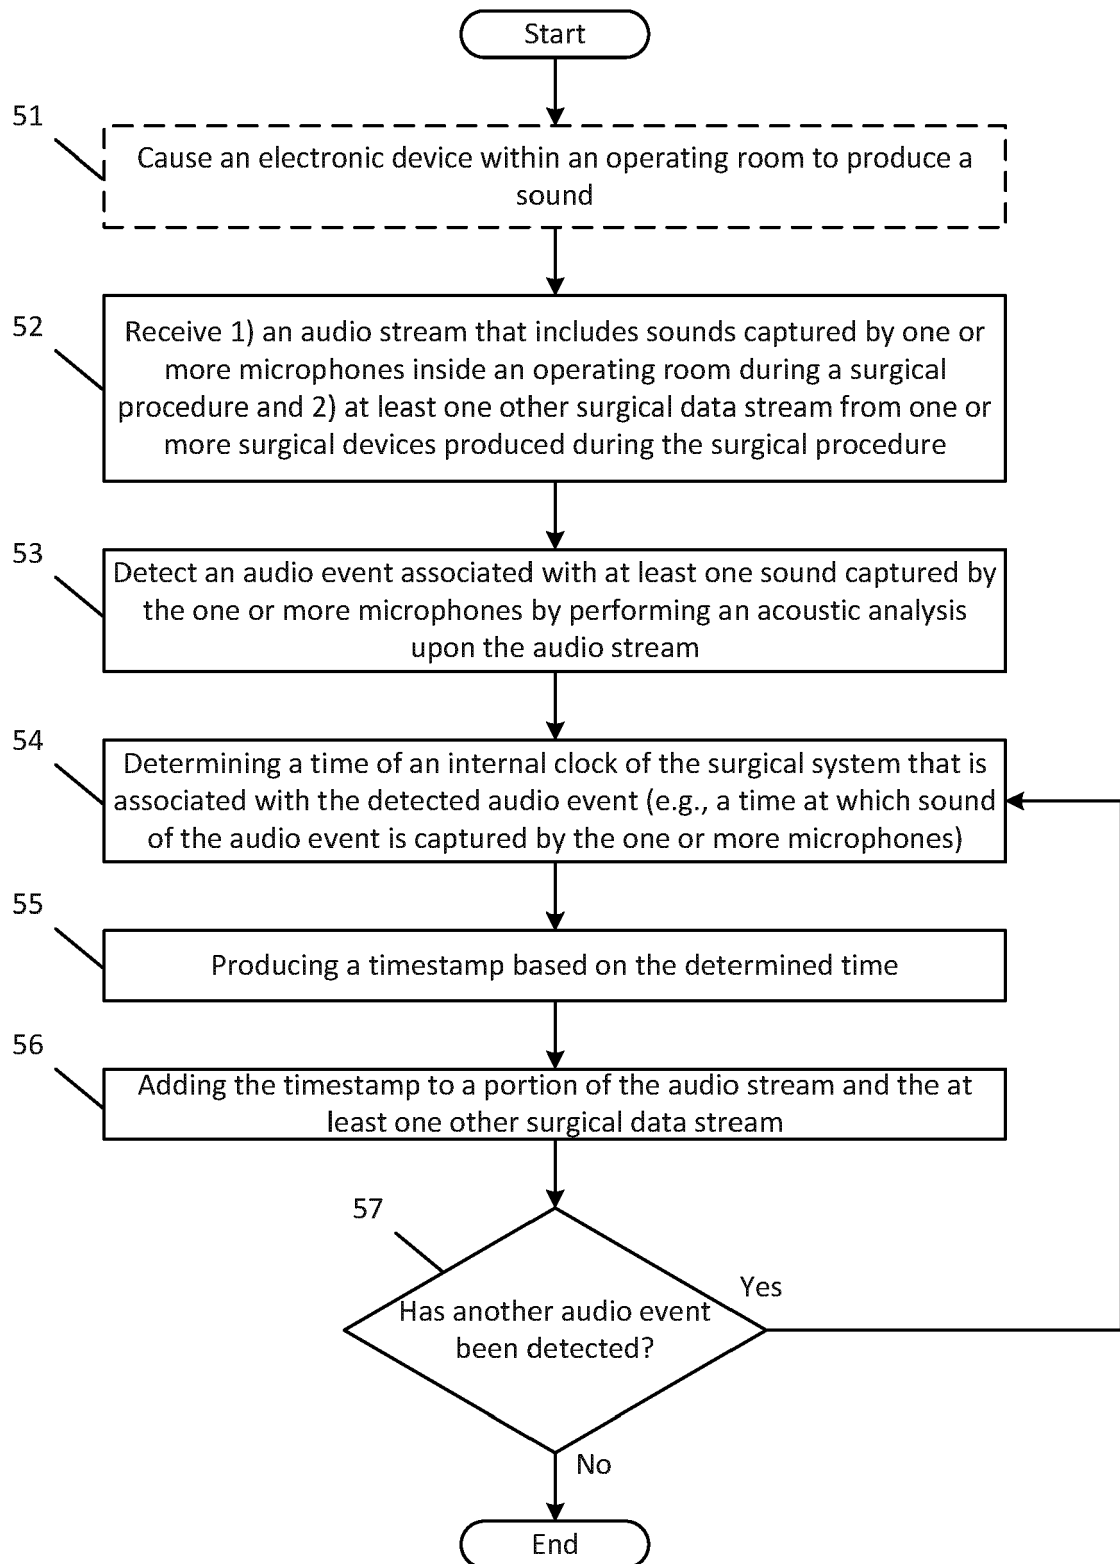 Start
51
Cause an electronic device within an operating room to produce a
sound
52
Receive 1) an audio stream that includes sounds captured by one or
more microphones inside an operating room during a surgical
procedure and 2) at least one other surgical data stream from one or
more surgical devices produced during the surgical procedure
53
Detect an audio event associated with at least one sound captured by
the one or more microphones by performing an acoustic analysis
upon the audio stream
54
Determining a time of an internal clock of the surgical system that is
associated with the detected audio event (e.g., a time at which sound
of the audio event is captured by the one or more microphones)
55
Producing a timestamp based on the determined time
56
Adding the timestamp to a portion of the audio stream and the at
least one other surgical data stream
57
Yes
Has another audio event
been detected?
No
End